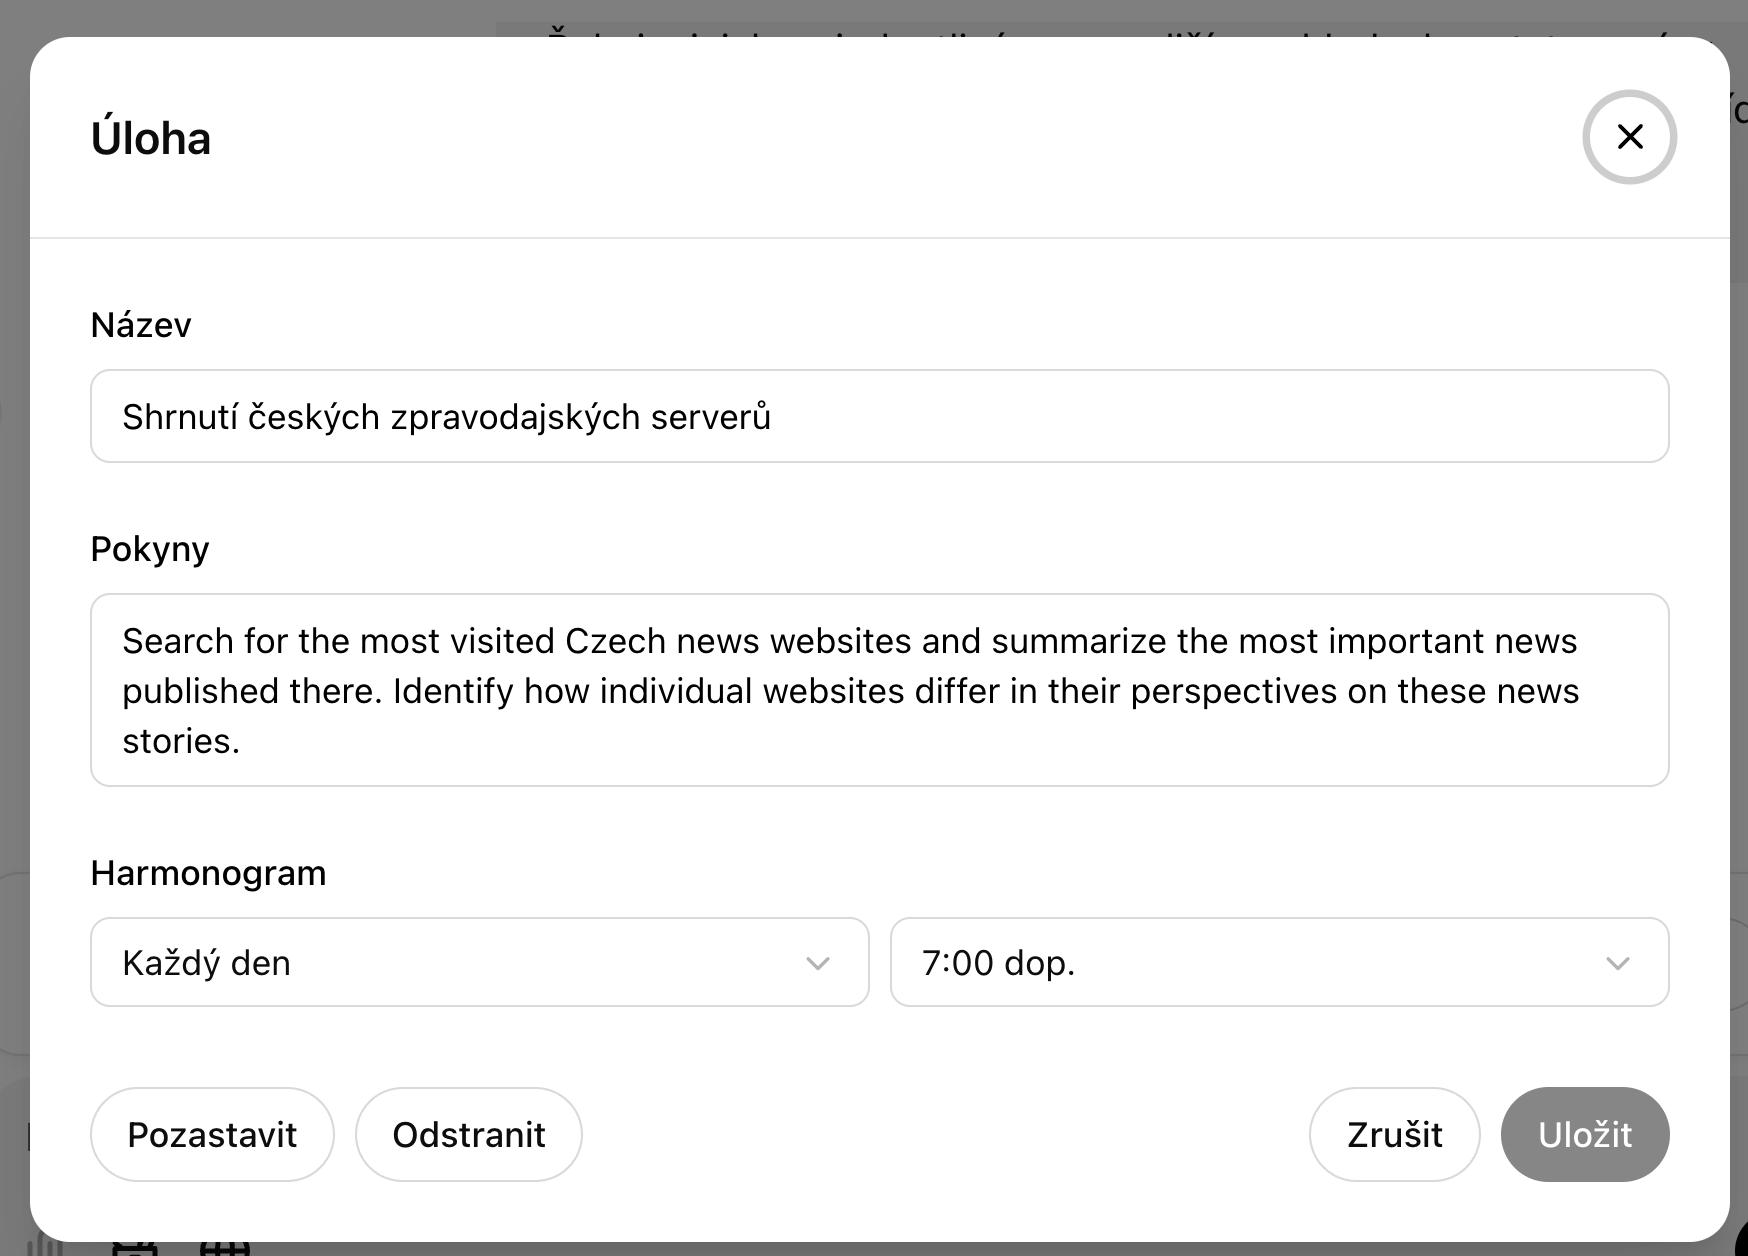 Úloha
Název
Shrnutí českých zpravodajských serverů
Pokyny
Search for the most visited Czech news websites and summarize the most important news
published there. Identify how individual websites differ in their perspectives on these news
stories.
Harmonogram
Každý den
7:00 dop.
Pozastavit
Odstranit
Zrušit
Uložit